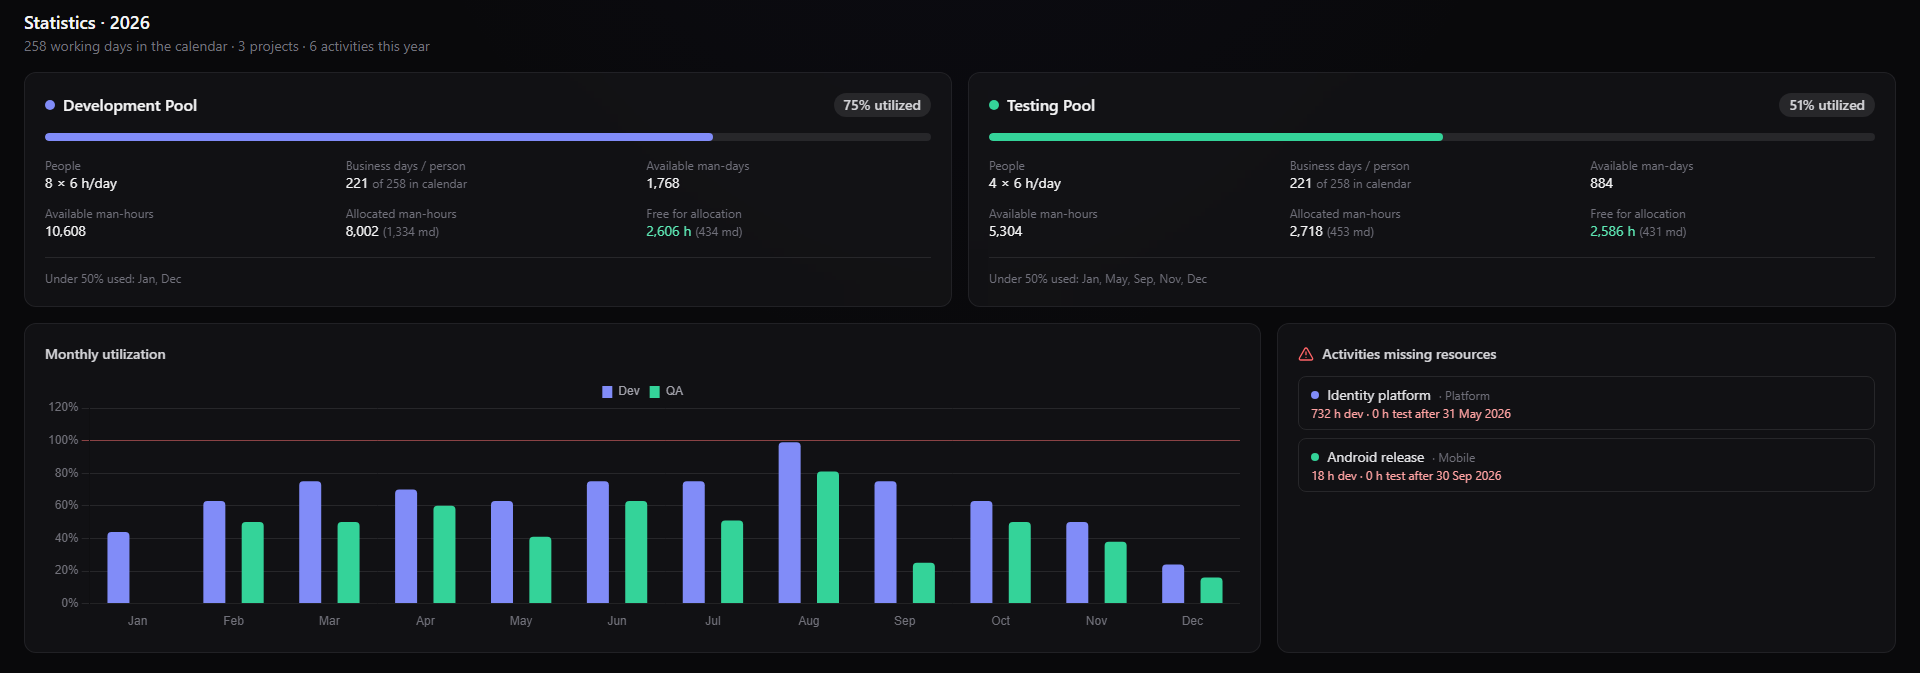 Statistics · 2026
258 working days in the calendar · 3 projects · 6 activities this year
Development Pool
75% utilized
People
8 × 6 h/day
Business days / person
221 of 258 in calendar
Available man-days
1,768
Available man-hours
10,608
Allocated man-hours
8,002 (1,334 md)
Free for allocation
2,606 h (434 md)
Under 50% used: Jan, Dec
Testing Pool
51% utilized
People
4 × 6 h/day
Business days / person
221 of 258 in calendar
Available man-days
884
Available man-hours
5,304
Allocated man-hours
2,718 (453 md)
Free for allocation
2,586 h (431 md)
Under 50% used: Jan, May, Sep, Nov, Dec
Monthly utilization
Dev QA
120%
100%
80%
60%
40%
20%
0%
Jan Feb Mar Apr May Jun Jul Aug Sep Oct Nov Dec
Activities missing resources
Identity platform · Platform
732 h dev · 0 h test after 31 May 2026
Android release · Mobile
18 h dev · 0 h test after 30 Sep 2026